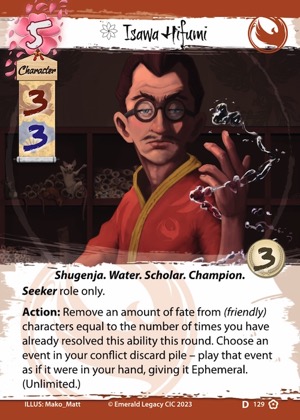 5
Isawa Hifumi
Character
3
3
3
Shugenja. Water. Scholar. Champion.
Seeker role only.
Action: Remove an amount of fate from (friendly)
characters equal to the number of times you have
already resolved this ability this round. Choose an
event in your conflict discard pile – play that event
as if it were in your hand, giving it Ephemeral.
(Unlimited.)
ILLUS: Mako_Matt © Emerald Legacy CIC 2023 D 129